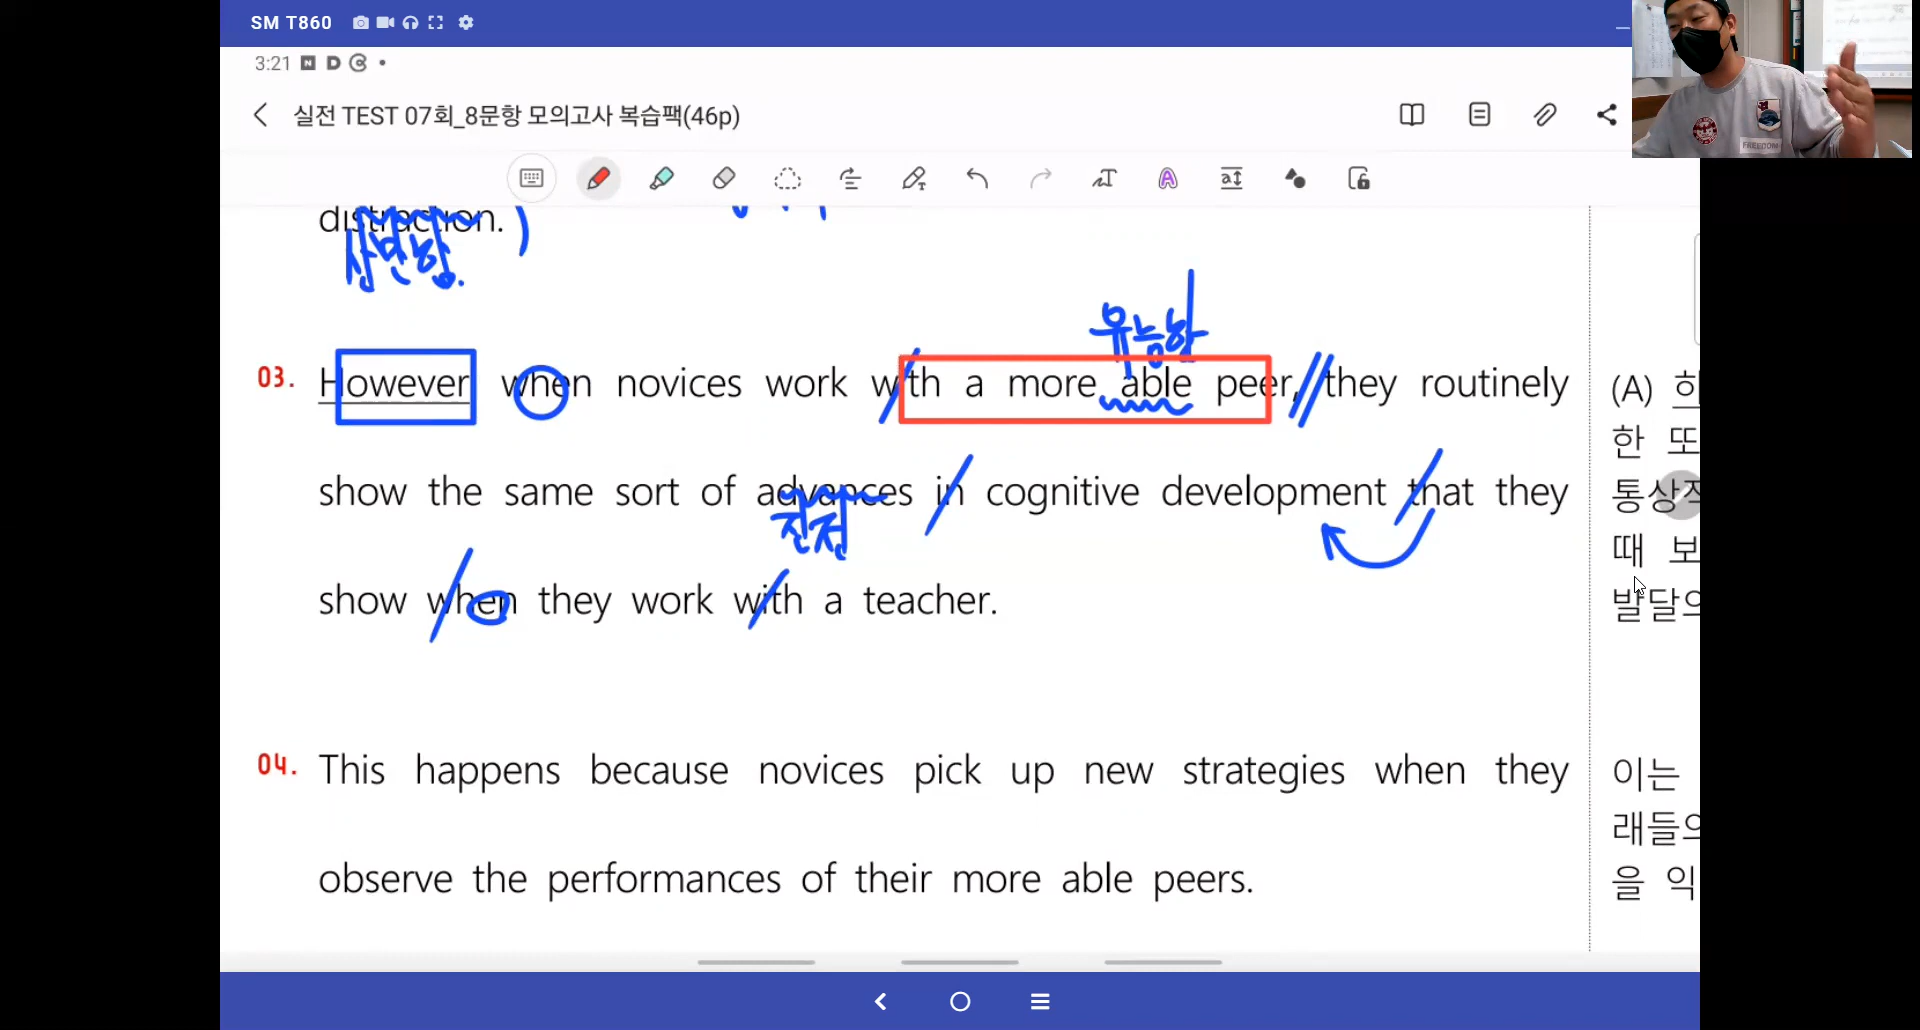 SM T860
3:21
실전 TEST 07회_8문항 모의고사 복습팩(46p)
distraction.
산만함.
유능한
03. However when novices work with a more able peer, they routinely
show the same sort of advances in cognitive development that they
진전
show when they work with a teacher.
04. This happens because novices pick up new strategies when they
observe the performances of their more able peers.
(A)
한 또
통상적
때 보
발달으
이는
래들의
을 익
FREEDOM